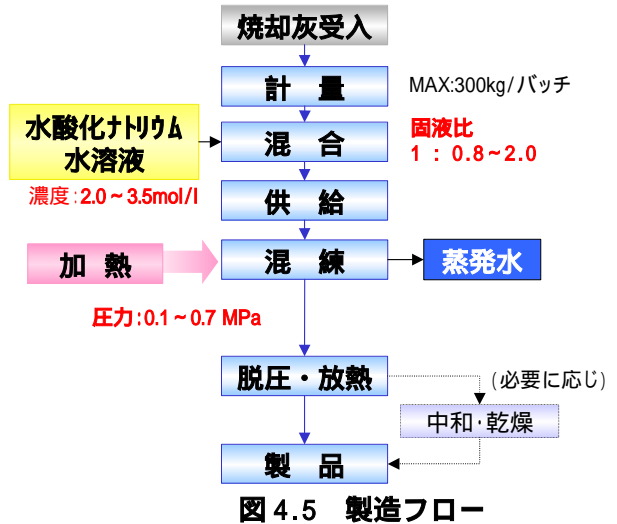 焼却灰受入
計 量
MAX:300kg/バッチ
水酸化ナトリウム
水溶液
混 合
固液比
1 : 0.8~2.0
濃度:2.0~3.5mol/l
供 給
加 熱
混 練
蒸発水
圧力:0.1~0.7 MPa
脱圧・放熱
(必要に応じ)
中和·乾燥
製 品
図 4.5 製造フロー